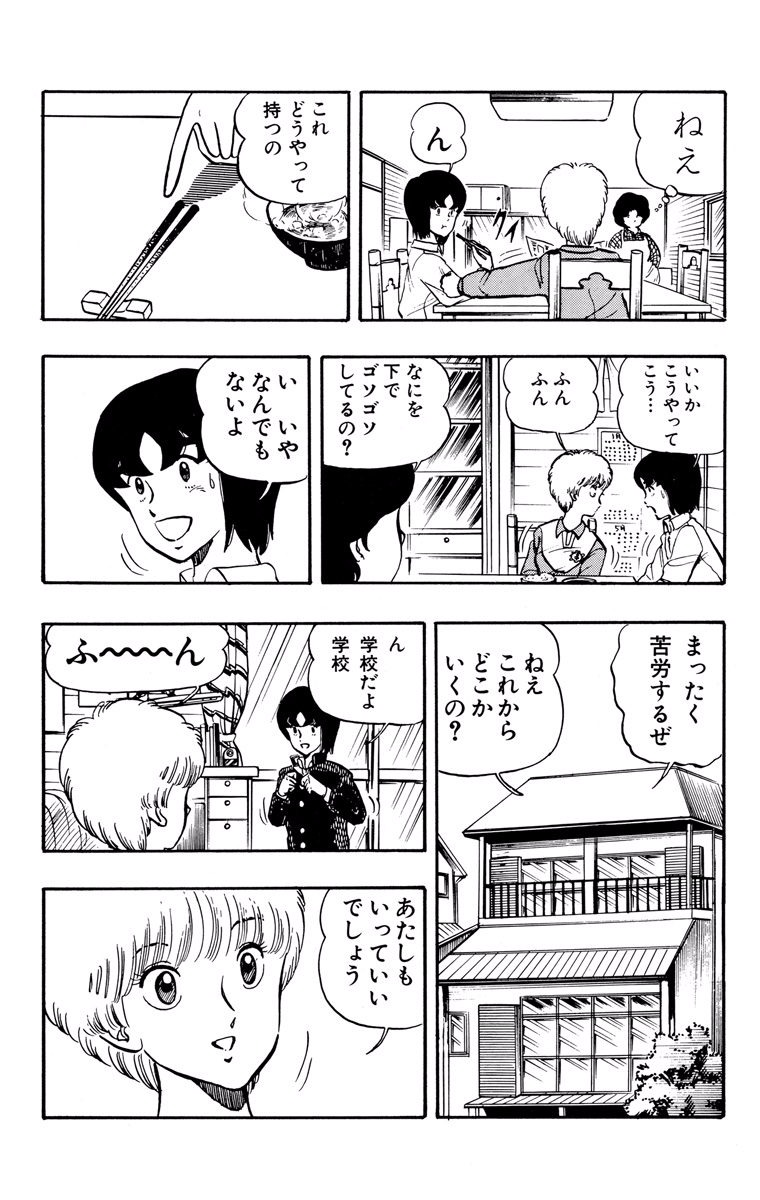 ねえ
ん
グイ
これ
どうやって
持つの
いいか
こうやって
こう…
ふん
ふん
なにを
下で
ゴソゴソ
してるの？
い いや
なんでも
ないよ
まったく
苦労するぜ
ねえ
これから
どこか
いくの？
ん
学校だよ
学校
ふ〜〜〜ん
あたしも
いっていい
でしょう